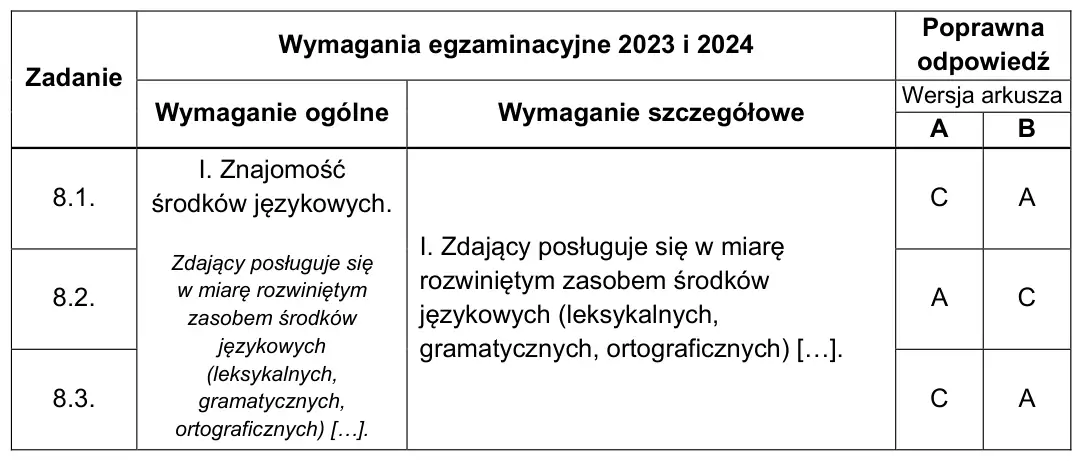 Zadanie
Wymagania egzaminacyjne 2023 i 2024
Poprawna
odpowiedź
Wymaganie ogólne
Wymaganie szczegółowe
Wersja arkusza
A
B
8.1.
I. Znajomość
środków językowych.
Zdający posługuje się
w miarę rozwiniętym
zasobem środków
językowych
(leksykalnych,
gramatycznych,
ortograficznych) […].
I. Zdający posługuje się w miarę
rozwiniętym zasobem środków
językowych (leksykalnych,
gramatycznych, ortograficznych) […].
C
A
8.2.
A
C
8.3.
C
A